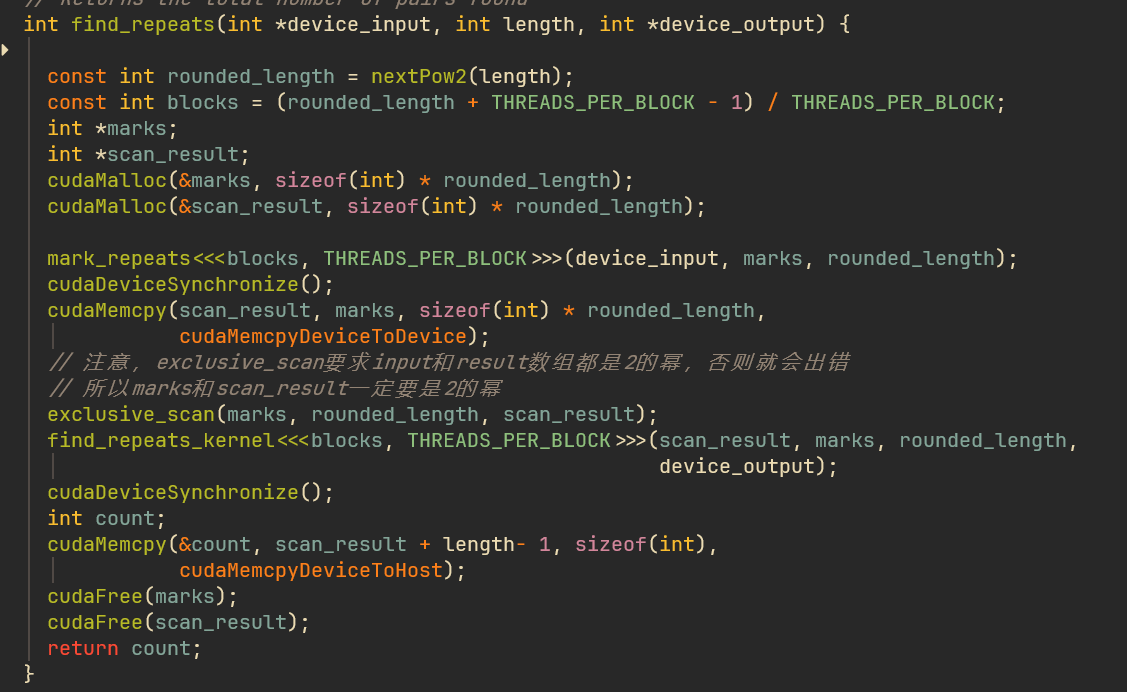 // Returns the total number of pairs found
int find_repeats(int *device_input, int length, int *device_output) {
const int rounded_length = nextPow2(length);
const int blocks = (rounded_length + THREADS_PER_BLOCK - 1) / THREADS_PER_BLOCK;
int *marks;
int *scan_result;
cudaMalloc(&marks, sizeof(int) * rounded_length);
cudaMalloc(&scan_result, sizeof(int) * rounded_length);
mark_repeats<<<blocks, THREADS_PER_BLOCK>>>(device_input, marks, rounded_length);
cudaDeviceSynchronize();
cudaMemcpy(scan_result, marks, sizeof(int) * rounded_length,
cudaMemcpyDeviceToDevice);
// 注意, exclusive_scan要求input和result数组都是2的幂, 否则就会出错
// 所以marks和scan_result一定要是2的幂
exclusive_scan(marks, rounded_length, scan_result);
find_repeats_kernel<<<blocks, THREADS_PER_BLOCK>>>(scan_result, marks, rounded_length,
device_output);
cudaDeviceSynchronize();
int count;
cudaMemcpy(&count, scan_result + length- 1, sizeof(int),
cudaMemcpyDeviceToHost);
cudaFree(marks);
cudaFree(scan_result);
return count;
}